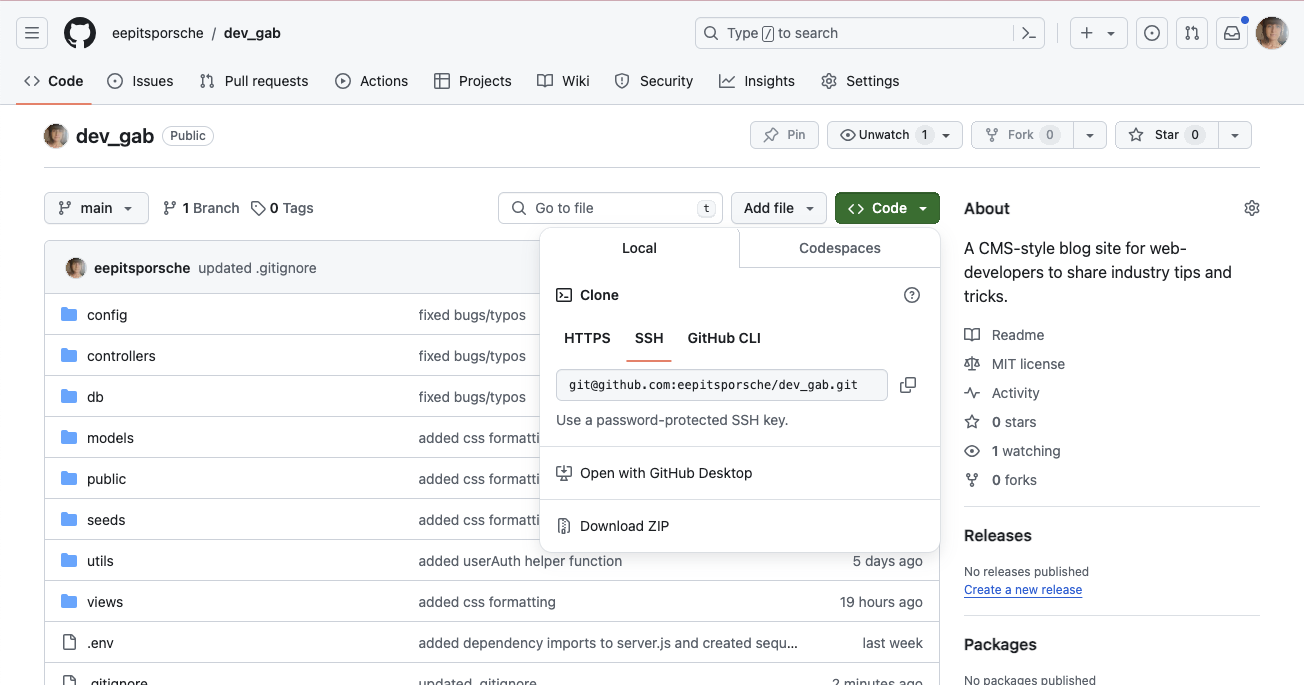 eepitsporsche / dev_gab
Type / to search
Code
Issues
Pull requests
Actions
Projects
Wiki
Security
Insights
Settings
dev_gab Public
Pin
Unwatch 1
Fork 0
Star 0
main
1 Branch
0 Tags
Go to file t
Add file
Code
eepitsporsche updated .gitignore
config fixed bugs/typos
controllers fixed bugs/typos
db fixed bugs/typos
models added css formatti
public added css formatti
seeds added css formatti
utils added userAuth helper function 5 days ago
views added css formatting 19 hours ago
.env added dependency imports to server.js and created sequ... last week
.gitignore updated .gitignore 2 minutes ago
Local
Codespaces
Clone
HTTPS SSH GitHub CLI
git@github.com:eepitsporsche/dev_gab.git
Use a password-protected SSH key.
Open with GitHub Desktop
Download ZIP
About
A CMS-style blog site for web-
developers to share industry tips and
tricks.
Readme
MIT license
Activity
0 stars
1 watching
0 forks
Releases
No releases published
Create a new release
Packages
No packages published